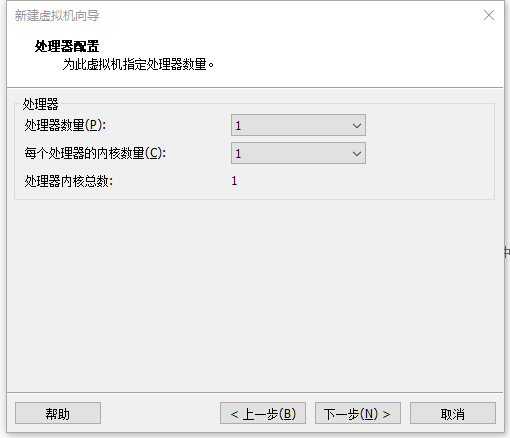 新建虚拟机向导
处理器配置
为此虚拟机指定处理器数量。
处理器
处理器数量(P): 1
每个处理器的内核数量(C): 1
处理器内核总数: 1
帮助 < 上一步(B) 下一步(N) > 取消